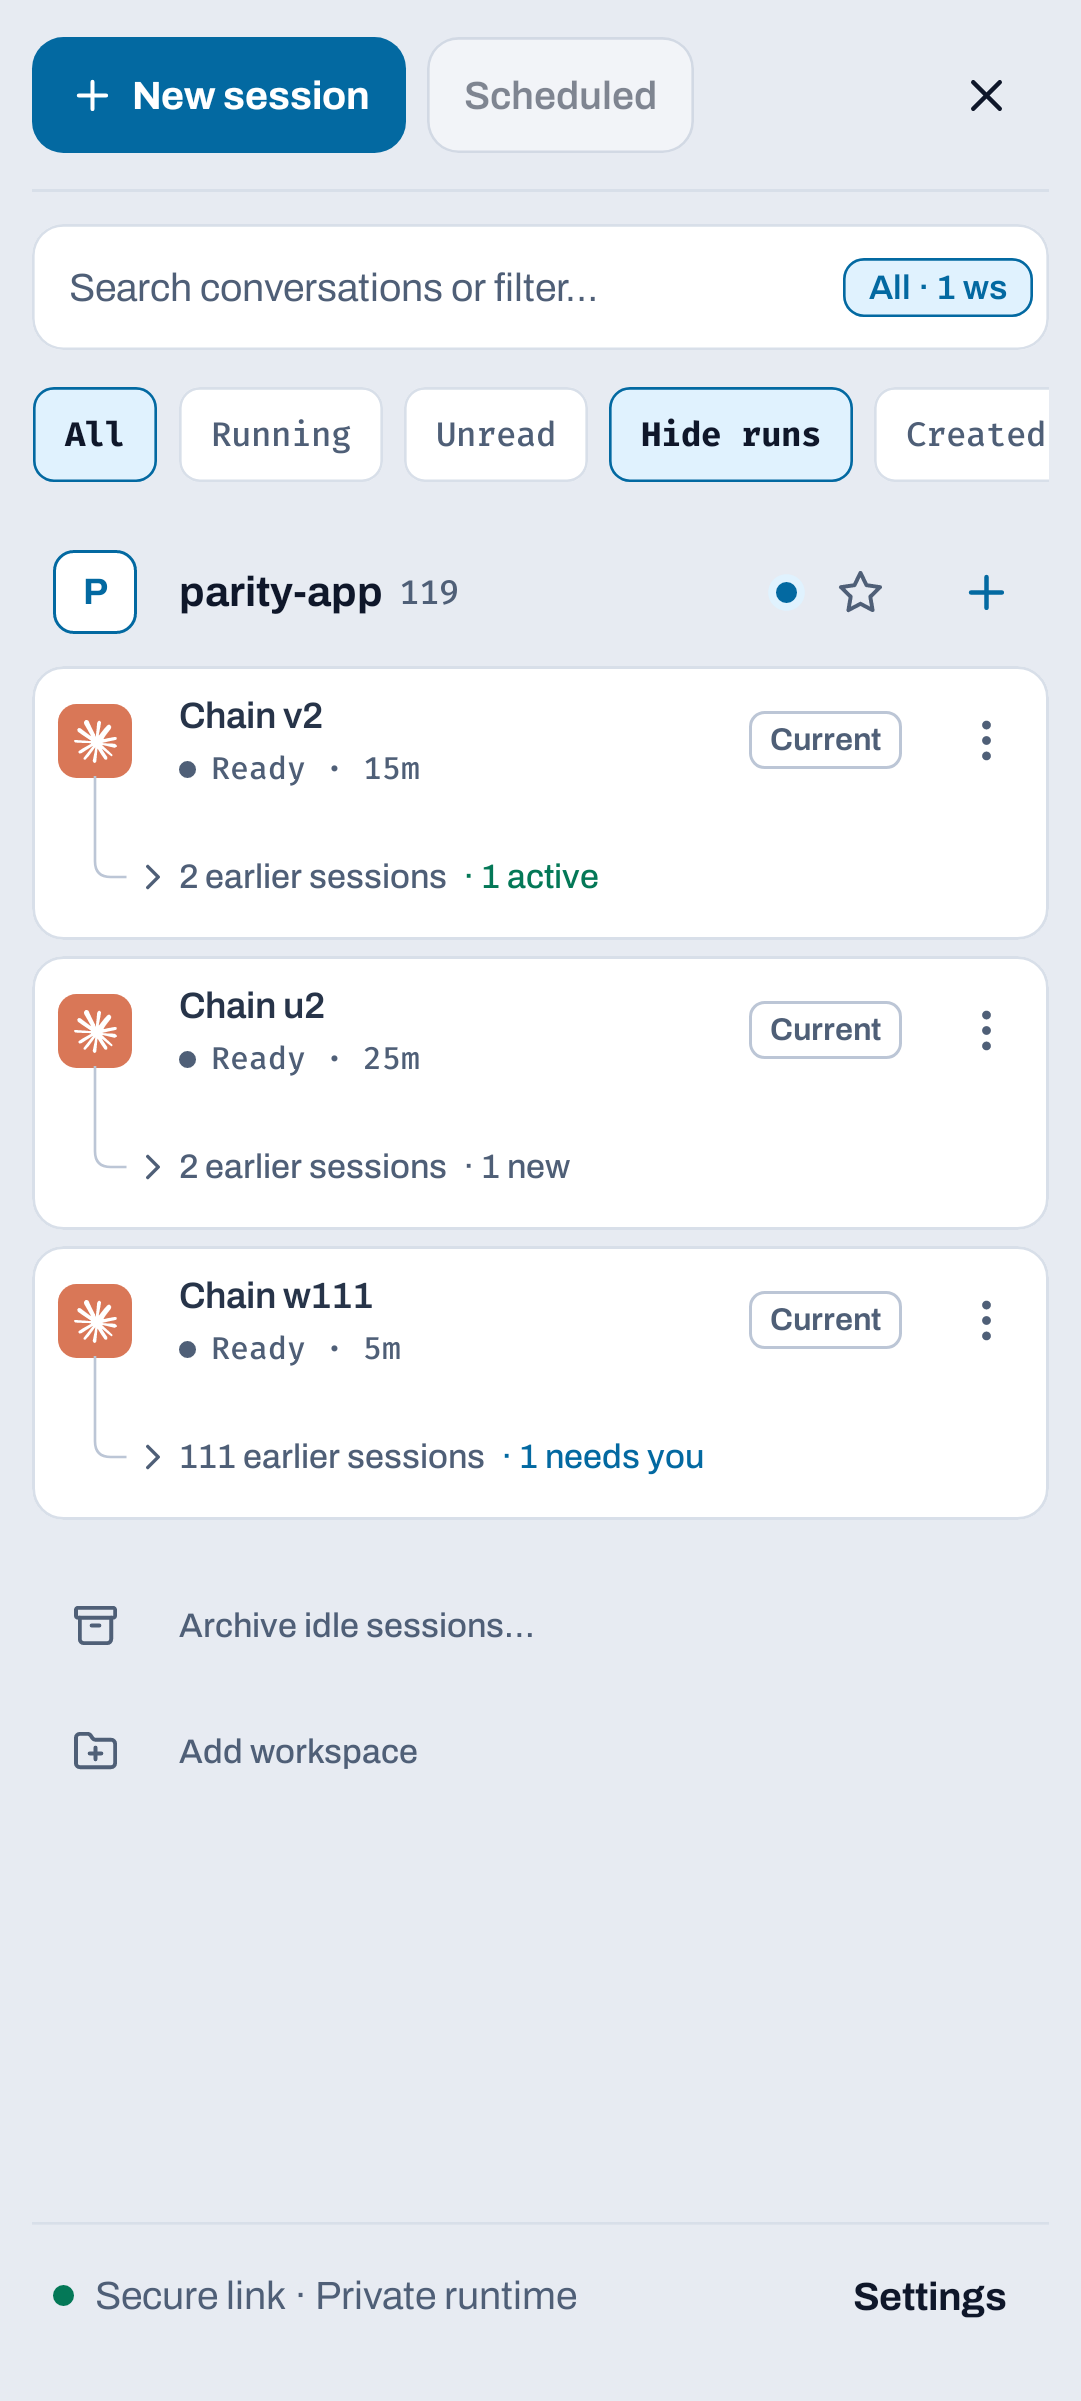 New session
Scheduled
Search conversations or filter...
All · 1 ws
All
Running
Unread
Hide runs
Created
P
parity-app 119
Chain v2
Current
Ready · 15m
2 earlier sessions · 1 active
Chain u2
Current
Ready · 25m
2 earlier sessions · 1 new
Chain w111
Current
Ready · 5m
111 earlier sessions · 1 needs you
Archive idle sessions...
Add workspace
Secure link · Private runtime
Settings